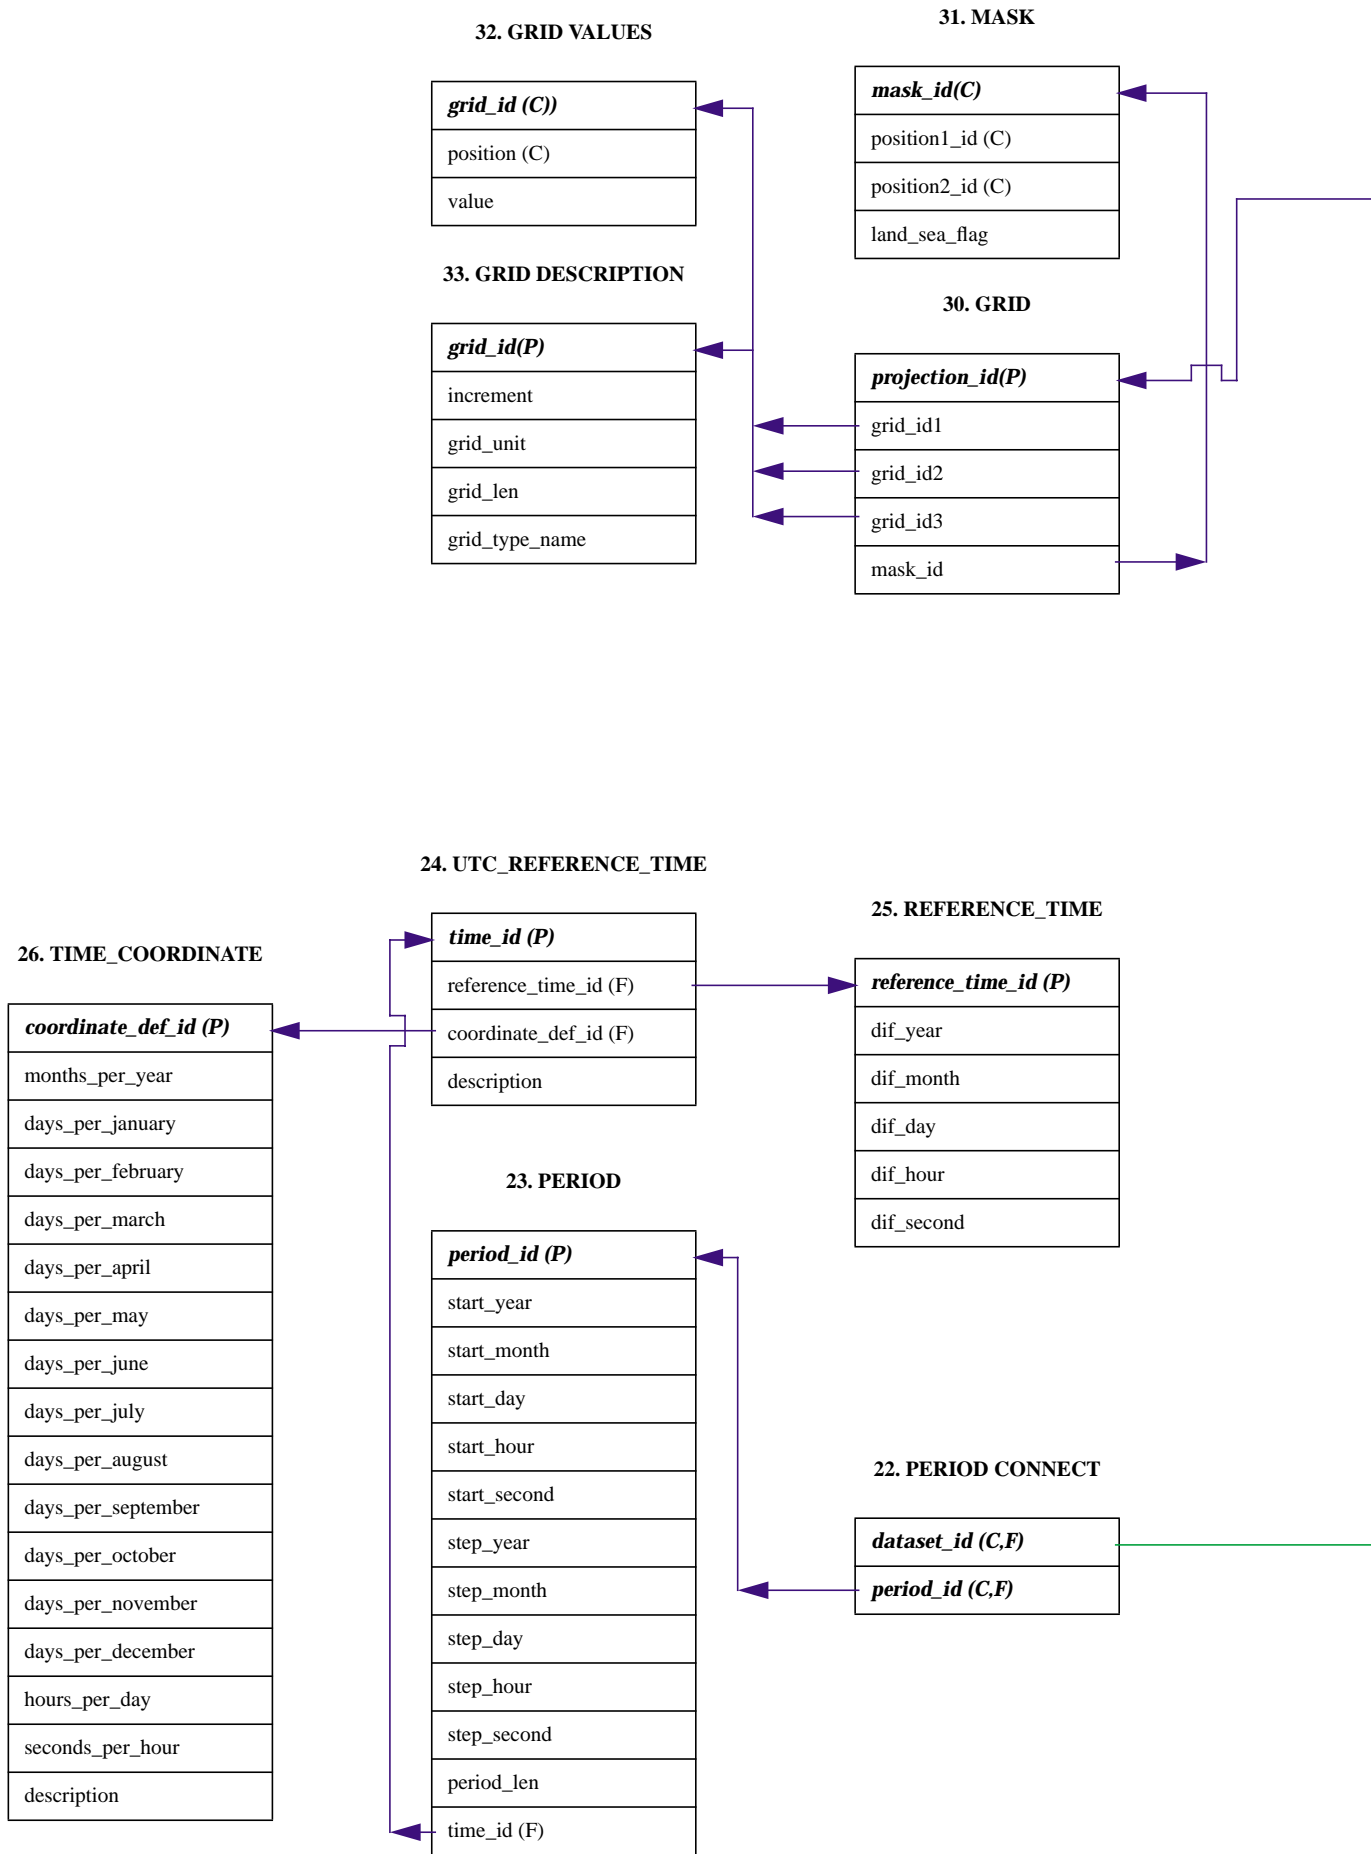 32. GRID VALUES
grid_id (C))
position (C)
value
31. MASK
mask_id(C)
position1_id (C)
position2_id (C)
land_sea_flag
33. GRID DESCRIPTION
grid_id(P)
increment
grid_unit
grid_len
grid_type_name
30. GRID
projection_id(P)
grid_id1
grid_id2
grid_id3
mask_id
24. UTC_REFERENCE_TIME
time_id (P)
reference_time_id (F)
coordinate_def_id (F)
description
25. REFERENCE_TIME
reference_time_id (P)
dif_year
dif_month
dif_day
dif_hour
dif_second
26. TIME_COORDINATE
coordinate_def_id (P)
months_per_year
days_per_january
days_per_february
days_per_march
days_per_april
days_per_may
days_per_june
days_per_july
days_per_august
days_per_september
days_per_october
days_per_november
days_per_december
hours_per_day
seconds_per_hour
description
23. PERIOD
period_id (P)
start_year
start_month
start_day
start_hour
start_second
step_year
step_month
step_day
step_hour
step_second
period_len
time_id (F)
22. PERIOD CONNECT
dataset_id (C,F)
period_id (C,F)